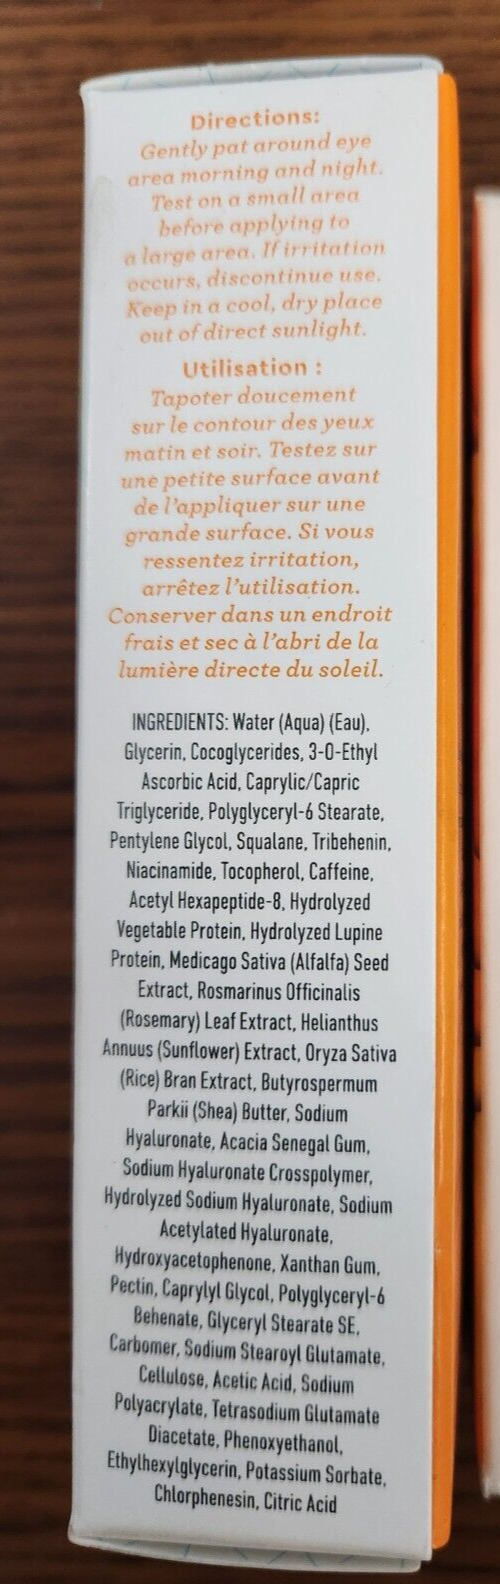 Directions:
Gently pat around eye
area morning and night.
Test on a small area
before applying to
a large area. If irritation
occurs, discontinue use.
Keep in a cool, dry place
out of direct sunlight.
Utilisation :
Tapoter doucement
sur le contour des yeux
matin et soir. Testez sur
une petite surface avant
de l'appliquer sur une
grande surface. Si vous
ressentez irritation,
arrêtez l'utilisation.
Conserver dans un endroit
frais et sec à l'abri de la
lumière directe du soleil.
INGREDIENTS: Water (Aqua) (Eau),
Glycerin, Cocoglycerides, 3-O-Ethyl
Ascorbic Acid, Caprylic/Capric
Triglyceride, Polyglyceryl-6 Stearate,
Pentylene Glycol, Squalane, Tribehenin,
Niacinamide, Tocopherol, Caffeine,
Acetyl Hexapeptide-8, Hydrolyzed
Vegetable Protein, Hydrolyzed Lupine
Protein, Medicago Sativa (Alfalfa) Seed
Extract, Rosmarinus Officinalis
(Rosemary) Leaf Extract, Helianthus
Annuus (Sunflower) Extract, Oryza Sativa
(Rice) Bran Extract, Butyrospermum
Parkii (Shea) Butter, Sodium
Hyaluronate, Acacia Senegal Gum,
Sodium Hyaluronate Crosspolymer,
Hydrolyzed Sodium Hyaluronate, Sodium
Acetylated Hyaluronate,
Hydroxyacetophenone, Xanthan Gum,
Pectin, Caprylyl Glycol, Polyglyceryl-6
Behenate, Glyceryl Stearate SE,
Carbomer, Sodium Stearoyl Glutamate,
Cellulose, Acetic Acid, Sodium
Polyacrylate, Tetrasodium Glutamate
Diacetate, Phenoxyethanol,
Ethylhexylglycerin, Potassium Sorbate,
Chlorphenesin, Citric Acid